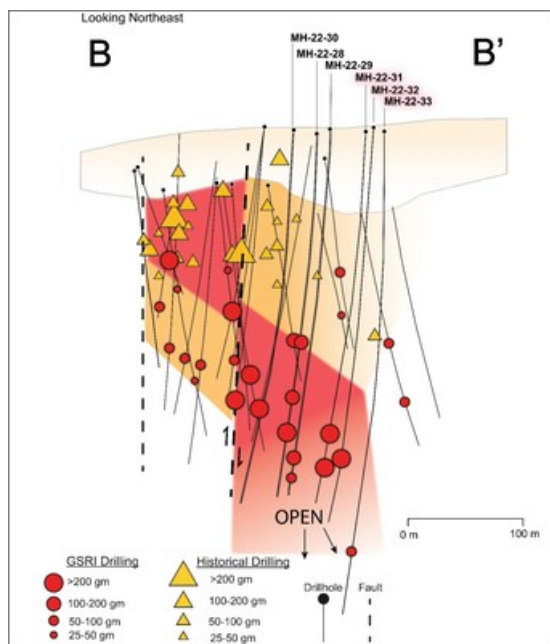 Looking Northeast
B
B'
MH-22-30
MH-22-28
MH-22-29
MH-22-31
MH-22-32
MH-22-33
OPEN
0 m
100 m
GSRI Drilling
>200 gm
100-200 gm
50-100 gm
25-50 gm
Historical Drilling
>200 gm
100-200 gm
50-100 gm
25-50 gm
Drillhole
Fault